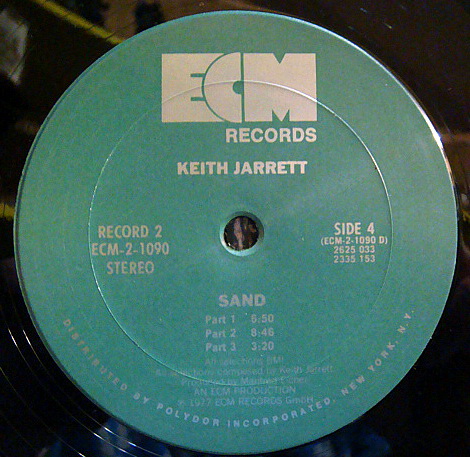 ECM
RECORDS
KEITH JARRETT
RECORD 2
ECM-2-1090
STEREO
SIDE 4
(ECM-2-1090 D)
2625 033
2335 153
SAND
Part 1 6:50
Part 2 8:46
Part 3 3:20
All selections BMI
All selections composed by Keith Jarrett
Produced by Manfred Eicher
AN ECM PRODUCTION
℗ 1977 ECM RECORDS GmbH
DISTRIBUTED BY POLYDOR INCORPORATED, NEW YORK, N.Y.